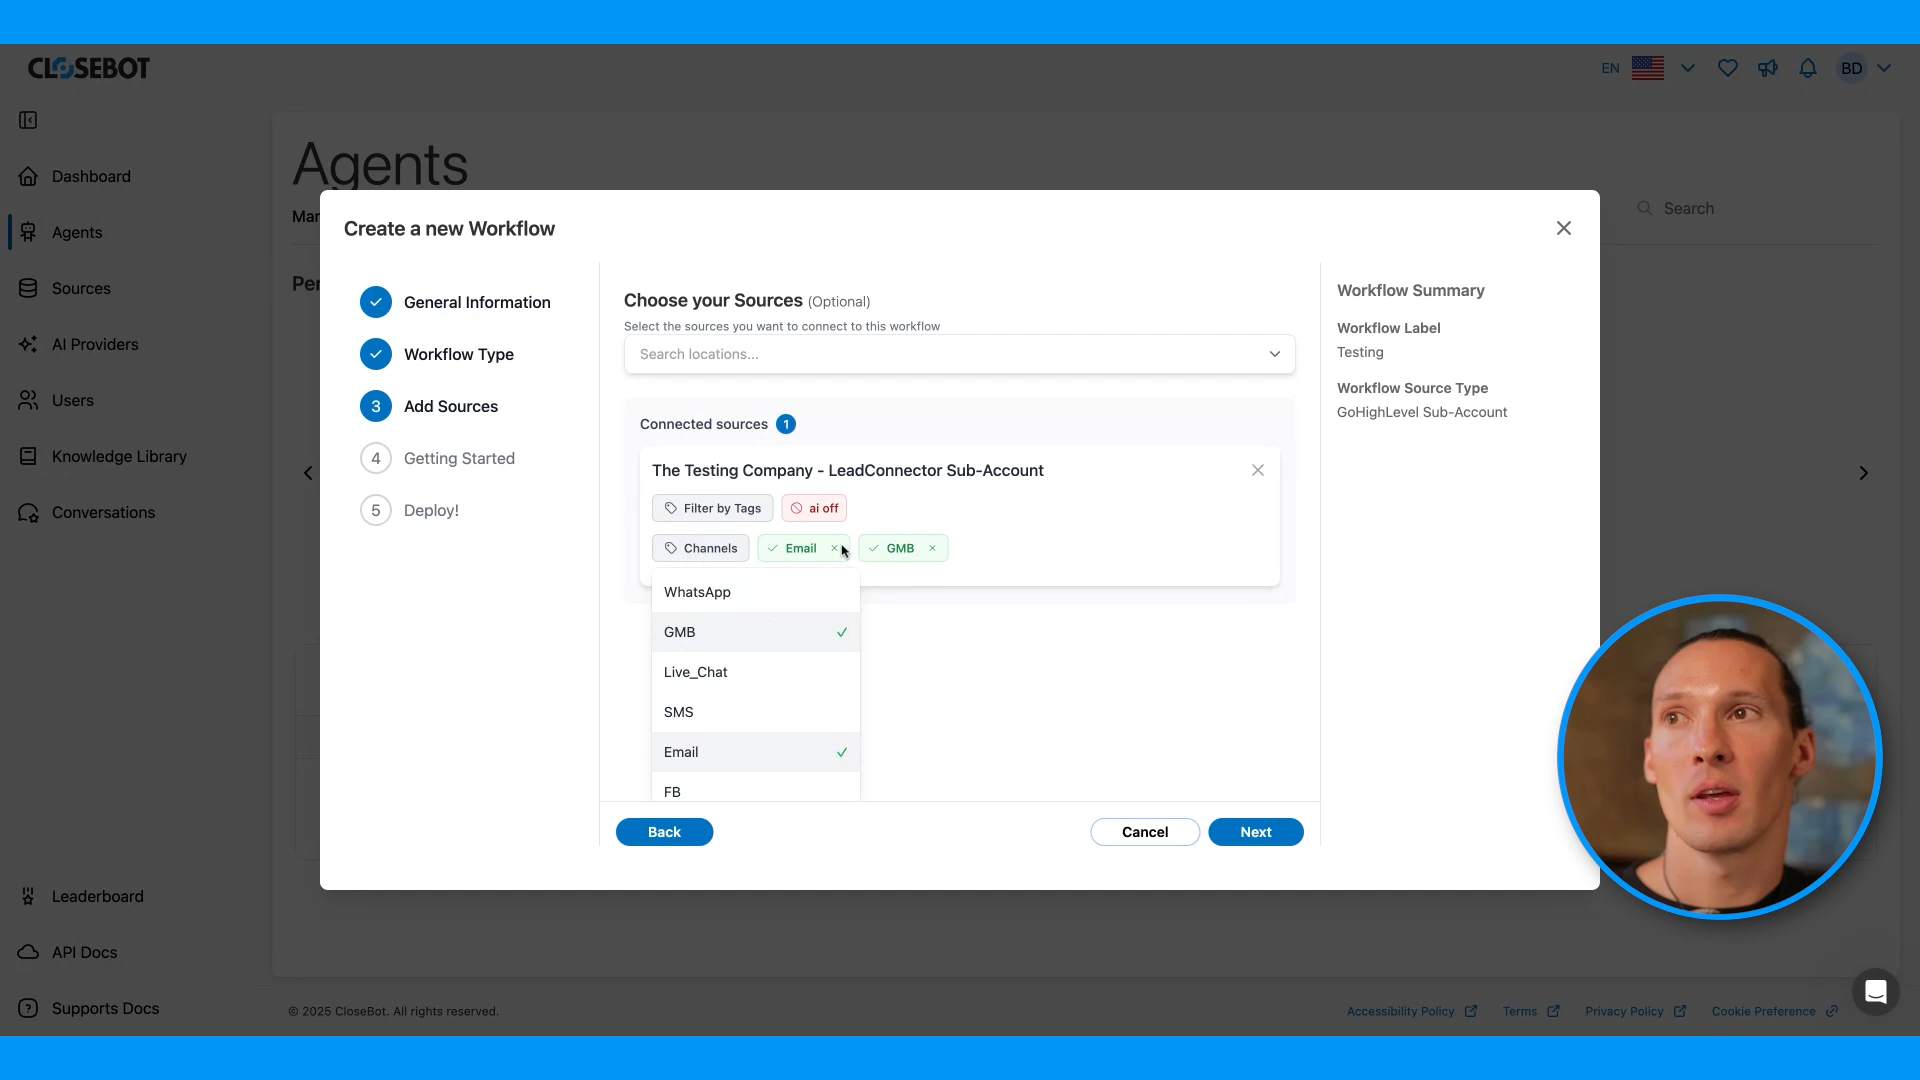 CLOSEBOT
EN
BD
Dashboard
Agents
Sources
AI Providers
Users
Knowledge Library
Conversations
Leaderboard
API Docs
Supports Docs
Agents
Search
Create a new Workflow
General Information
Workflow Type
3 Add Sources
4 Getting Started
5 Deploy!
Choose your Sources (Optional)
Select the sources you want to connect to this workflow
Search locations...
Connected sources 1
The Testing Company - LeadConnector Sub-Account
Filter by Tags ai off
Channels Email GMB
WhatsApp
GMB
Live_Chat
SMS
Email
FB
Back
Cancel
Next
Workflow Summary
Workflow Label
Testing
Workflow Source Type
GoHighLevel Sub-Account
© 2025 CloseBot. All rights reserved.
Accessibility Policy
Terms
Privacy Policy
Cookie Preference